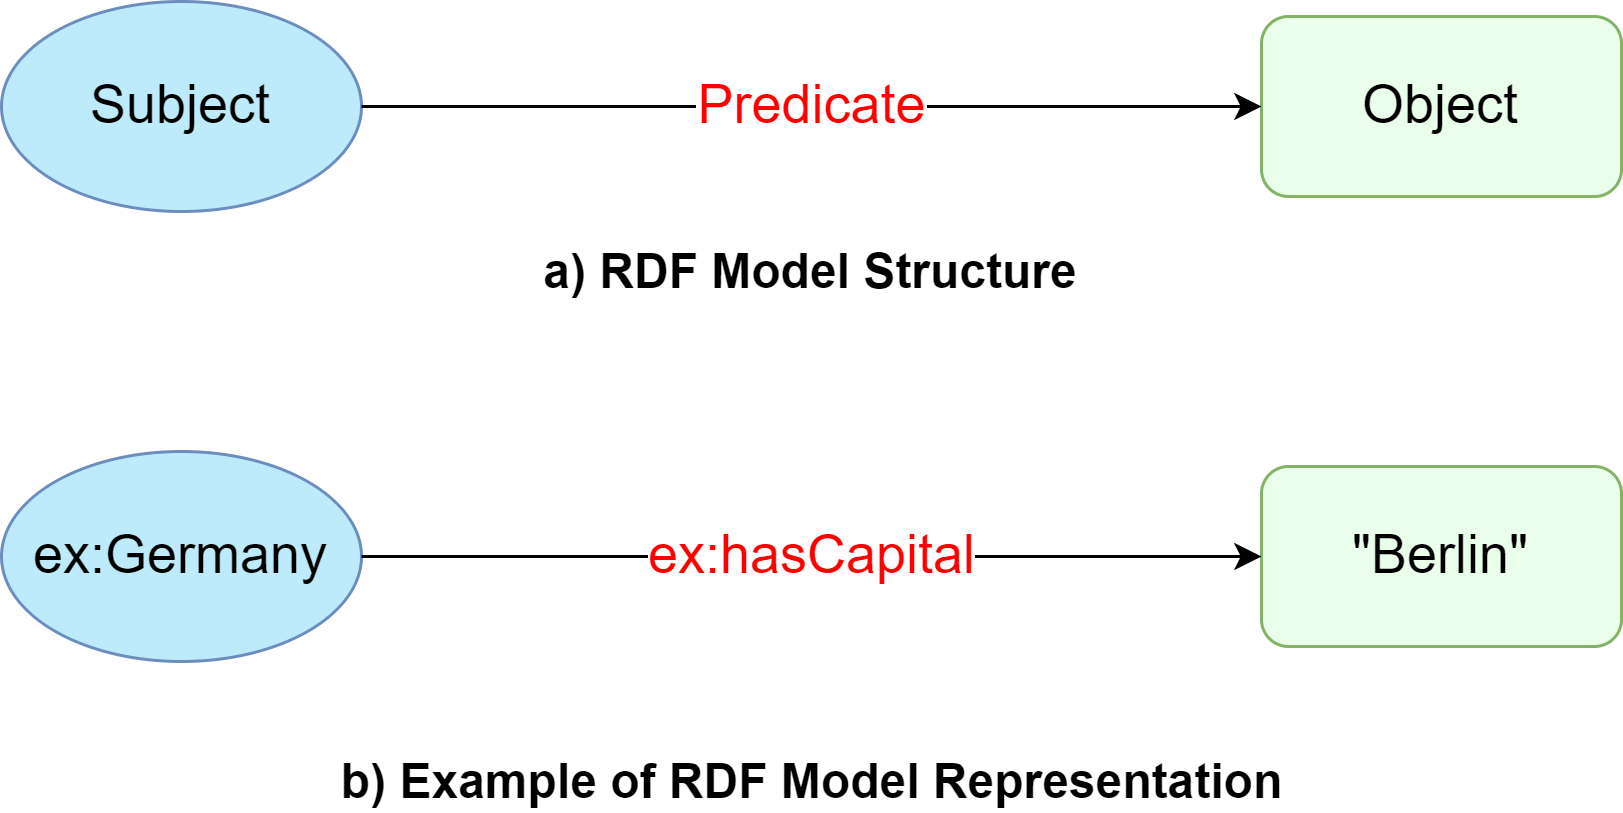 Subject
Predicate
Object
a) RDF Model Structure
ex:Germany
ex:hasCapital
"Berlin"
b) Example of RDF Model Representation